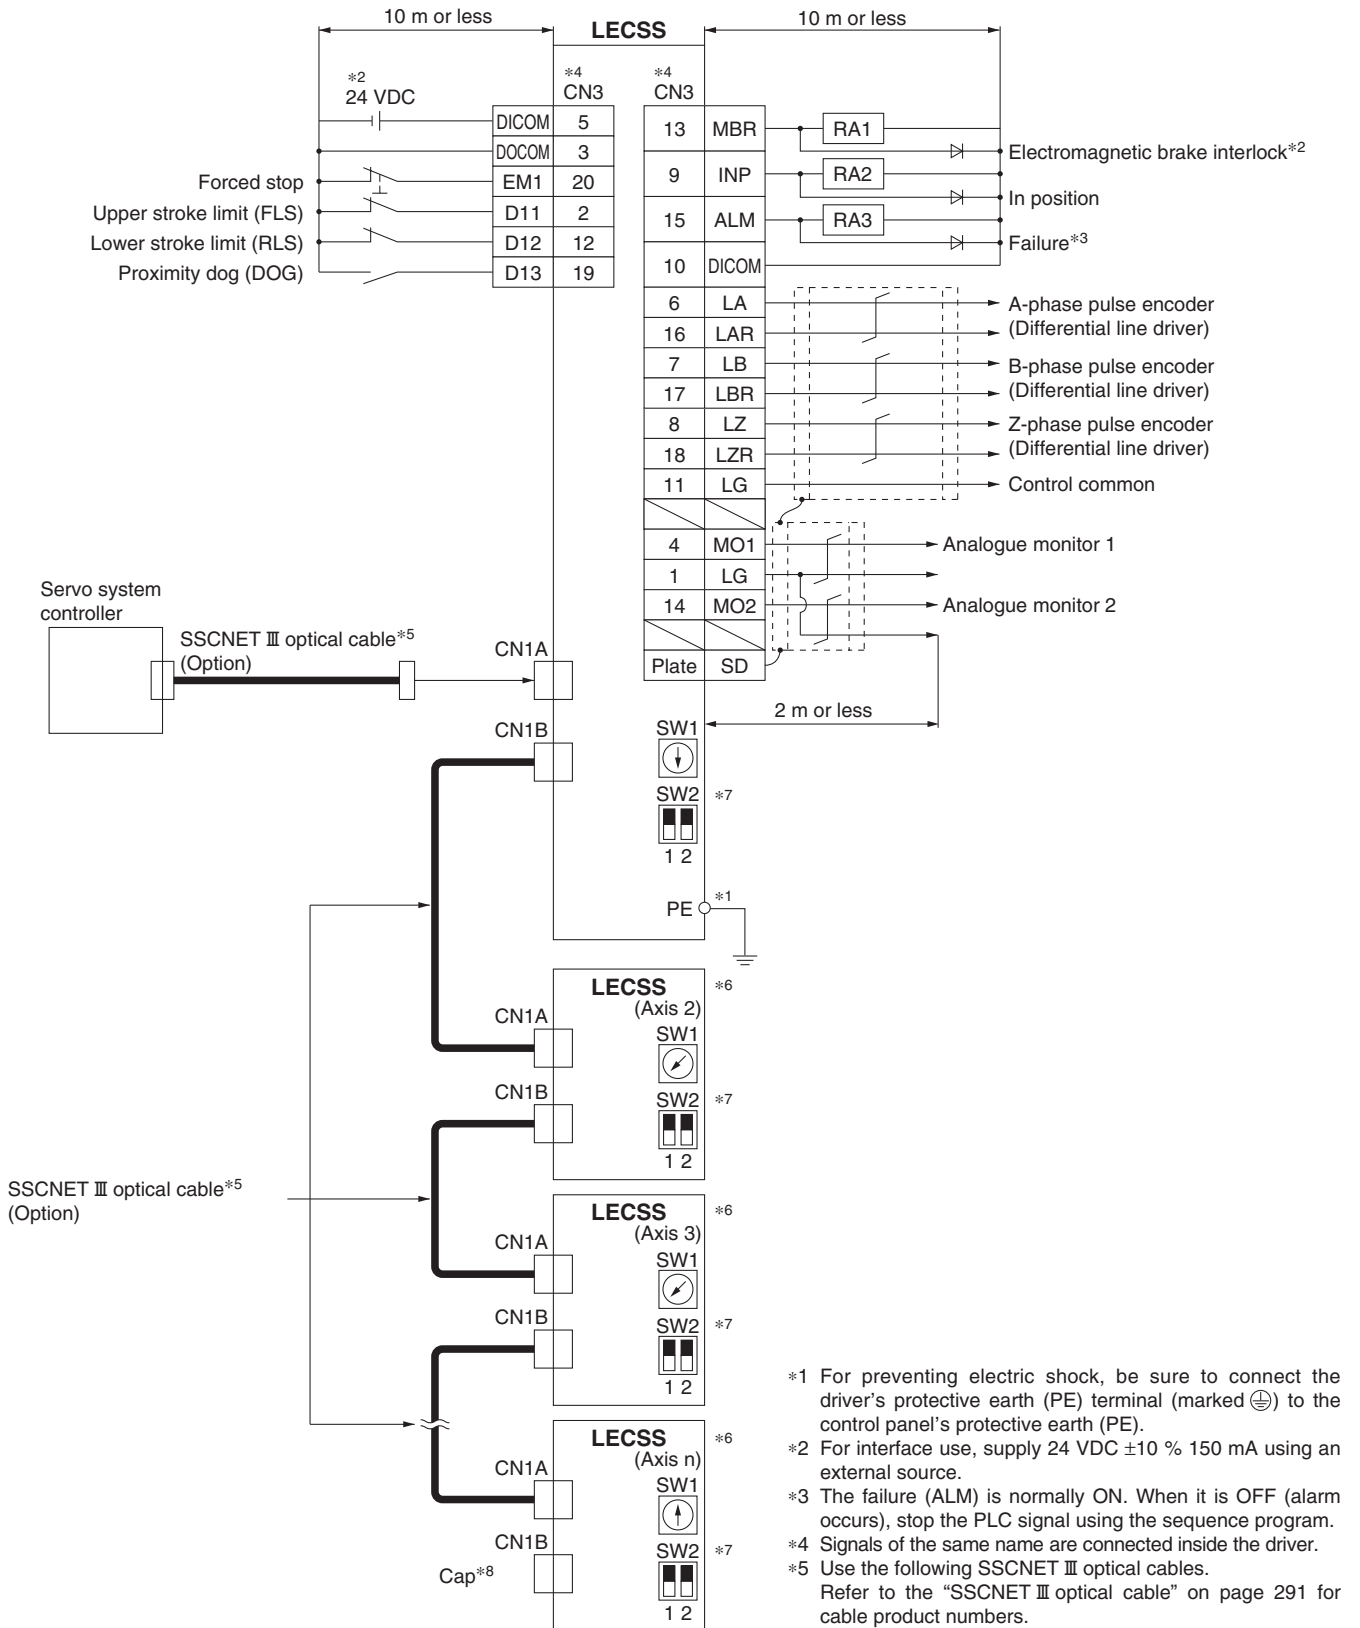 10 m or less
LECSS
10 m or less
*2
24 VDC
*4
CN3
*4
CN3
DICOM 5
DOCOM 3
Forced stop EM1 20
Upper stroke limit (FLS) D11 2
Lower stroke limit (RLS) D12 12
Proximity dog (DOG) D13 19
13 MBR RA1
Electromagnetic brake interlock*2
9 INP RA2
In position
15 ALM RA3
Failure*3
10 DICOM
6 LA A-phase pulse encoder
16 LAR (Differential line driver)
7 LB B-phase pulse encoder
17 LBR (Differential line driver)
8 LZ Z-phase pulse encoder
18 LZR (Differential line driver)
11 LG Control common
4 MO1 Analogue monitor 1
1 LG
14 MO2 Analogue monitor 2
Plate SD
2 m or less
Servo system
controller
SSCNET Ⅲ optical cable*5
(Option)
CN1A
CN1B
SW1
SW2 *7
1 2
PE *1
LECSS *6
(Axis 2)
CN1A
SW1
CN1B
SW2 *7
1 2
SSCNET Ⅲ optical cable*5
(Option)
LECSS *6
(Axis 3)
CN1A
SW1
CN1B
SW2 *7
1 2
LECSS *6
(Axis n)
CN1A
SW1
CN1B
Cap*8
SW2 *7
1 2
*1 For preventing electric shock, be sure to connect the
driver's protective earth (PE) terminal (marked ⏚) to the
control panel's protective earth (PE).
*2 For interface use, supply 24 VDC ±10 % 150 mA using an
external source.
*3 The failure (ALM) is normally ON. When it is OFF (alarm
occurs), stop the PLC signal using the sequence program.
*4 Signals of the same name are connected inside the driver.
*5 Use the following SSCNET Ⅲ optical cables.
Refer to the “SSCNET Ⅲ optical cable” on page 291 for
cable product numbers.